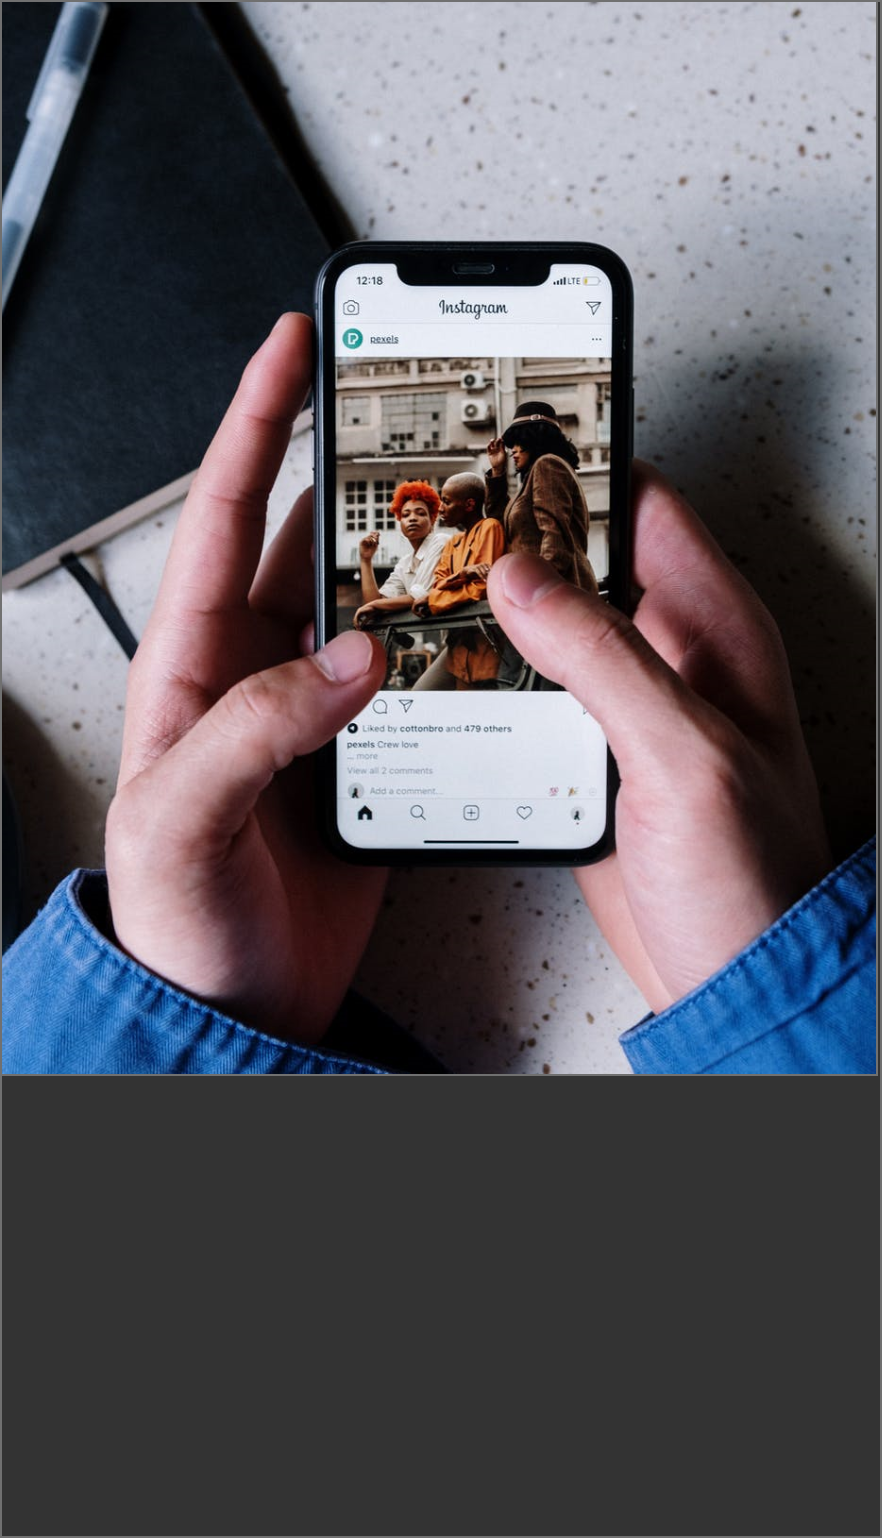 12:18 LTE
Instagram
pexels
Liked by cottonbro and 479 others
pexels Crew love
... more
View all 2 comments
Add a comment...